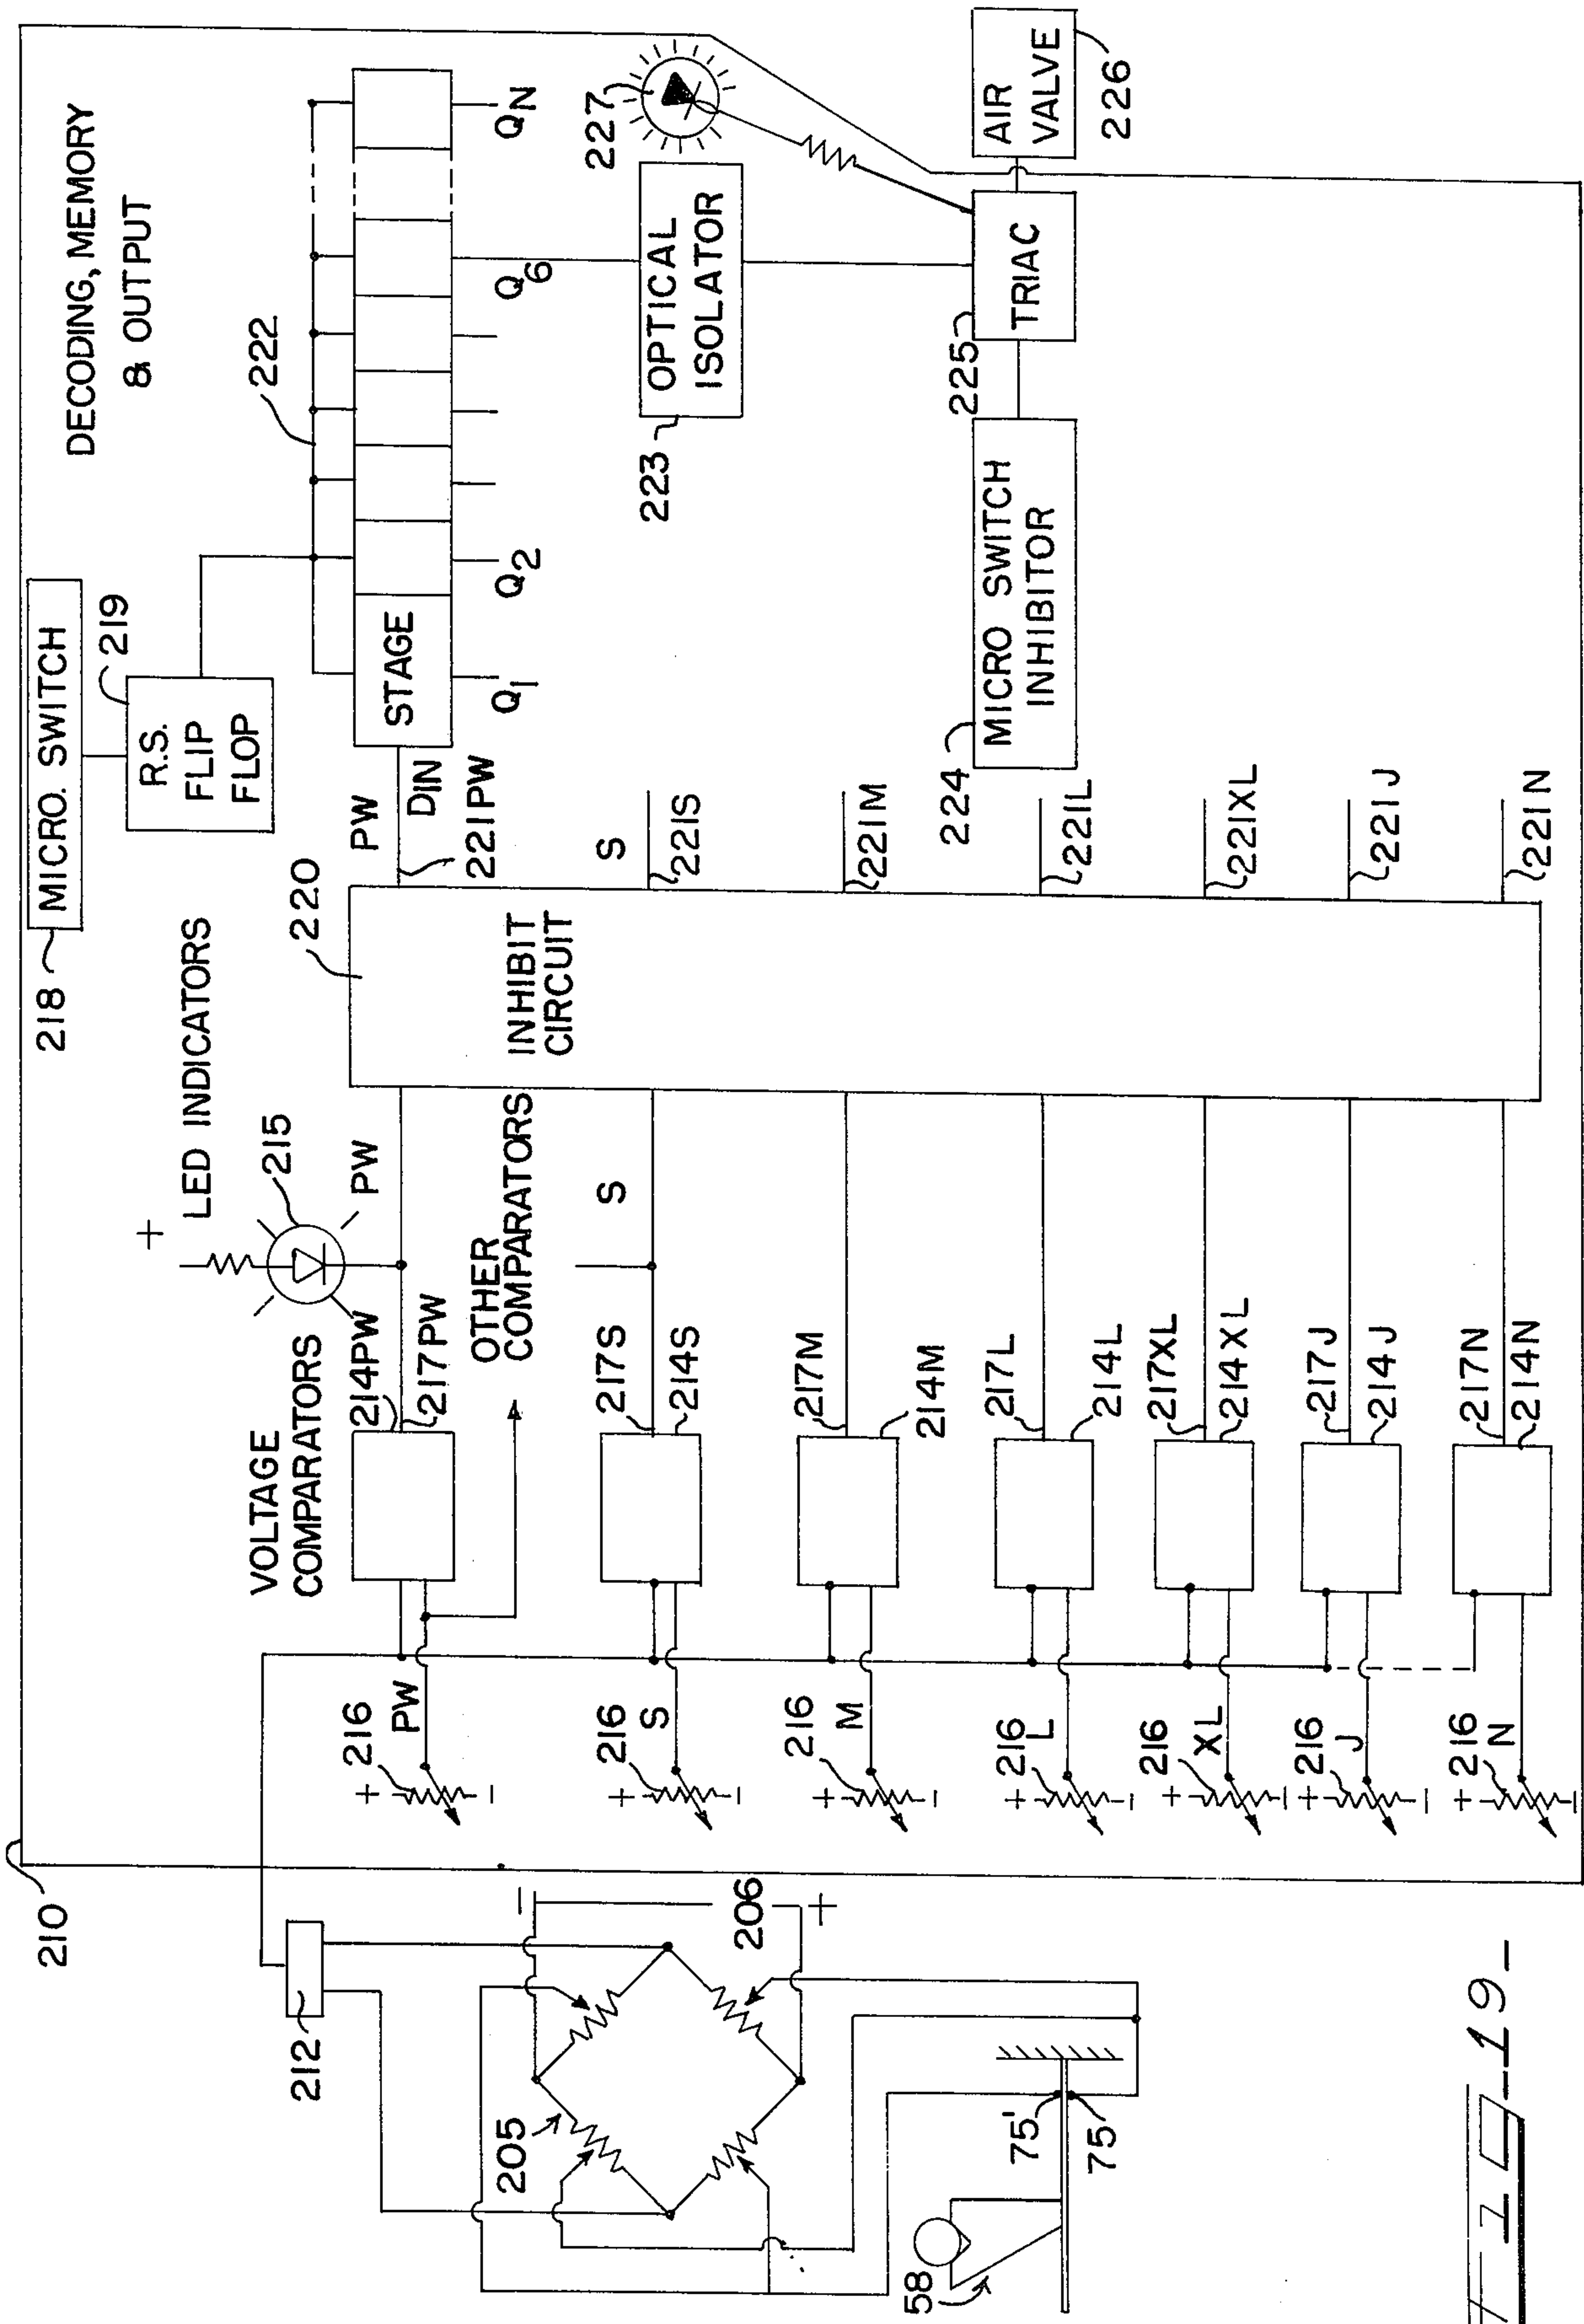 210
212
205
206
−
+
58
75'
75
FIG-19-
VOLTAGE
COMPARATORS
LED INDICATORS
+
215
PW
214PW
217PW
OTHER
COMPARATORS
216
PW
+
−
216
S
+
−
217S
214S
S
216
M
+
−
217M
214M
216
L
+
−
217L
214L
216
XL
+
−
217XL
214XL
216
J
+
−
217J
214J
216
N
+
−
217N
214N
220
INHIBIT
CIRCUIT
218
MICRO. SWITCH
219
R.S.
FLIP
FLOP
DECODING, MEMORY
& OUTPUT
222
PW
DIN
221PW
STAGE
Q1
Q2
Q6
QN
S
221S
221M
221L
221XL
221J
221N
223
OPTICAL
ISOLATOR
227
224
MICRO SWITCH
INHIBITOR
225
TRIAC
AIR
VALVE
226